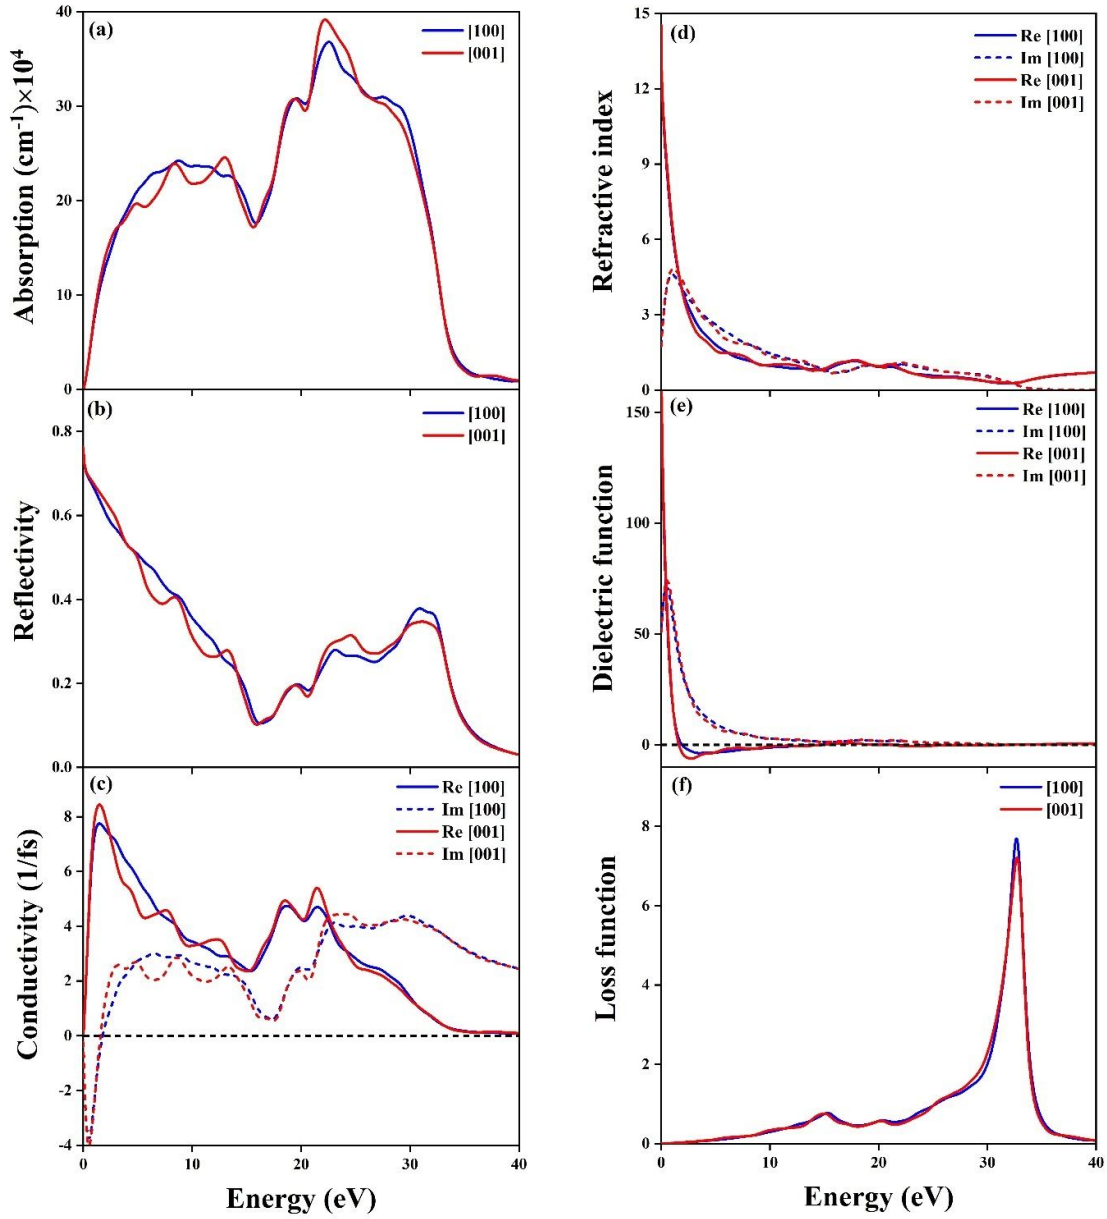 (a)
[100]
[001]
Absorption (cm⁻¹)×10⁴
40
30
20
10
0
(b)
[100]
[001]
Reflectivity
0.8
0.6
0.4
0.2
0.0
(c)
Re [100]
Im [100]
Re [001]
Im [001]
Conductivity (1/fs)
8
6
4
2
0
-2
-4
0 10 20 30 40
Energy (eV)
(d)
Re [100]
Im [100]
Re [001]
Im [001]
Refractive index
15
12
9
6
3
0
(e)
Re [100]
Im [100]
Re [001]
Im [001]
Dielectric function
150
100
50
0
(f)
[100]
[001]
Loss function
8
6
4
2
0
0 10 20 30 40
Energy (eV)